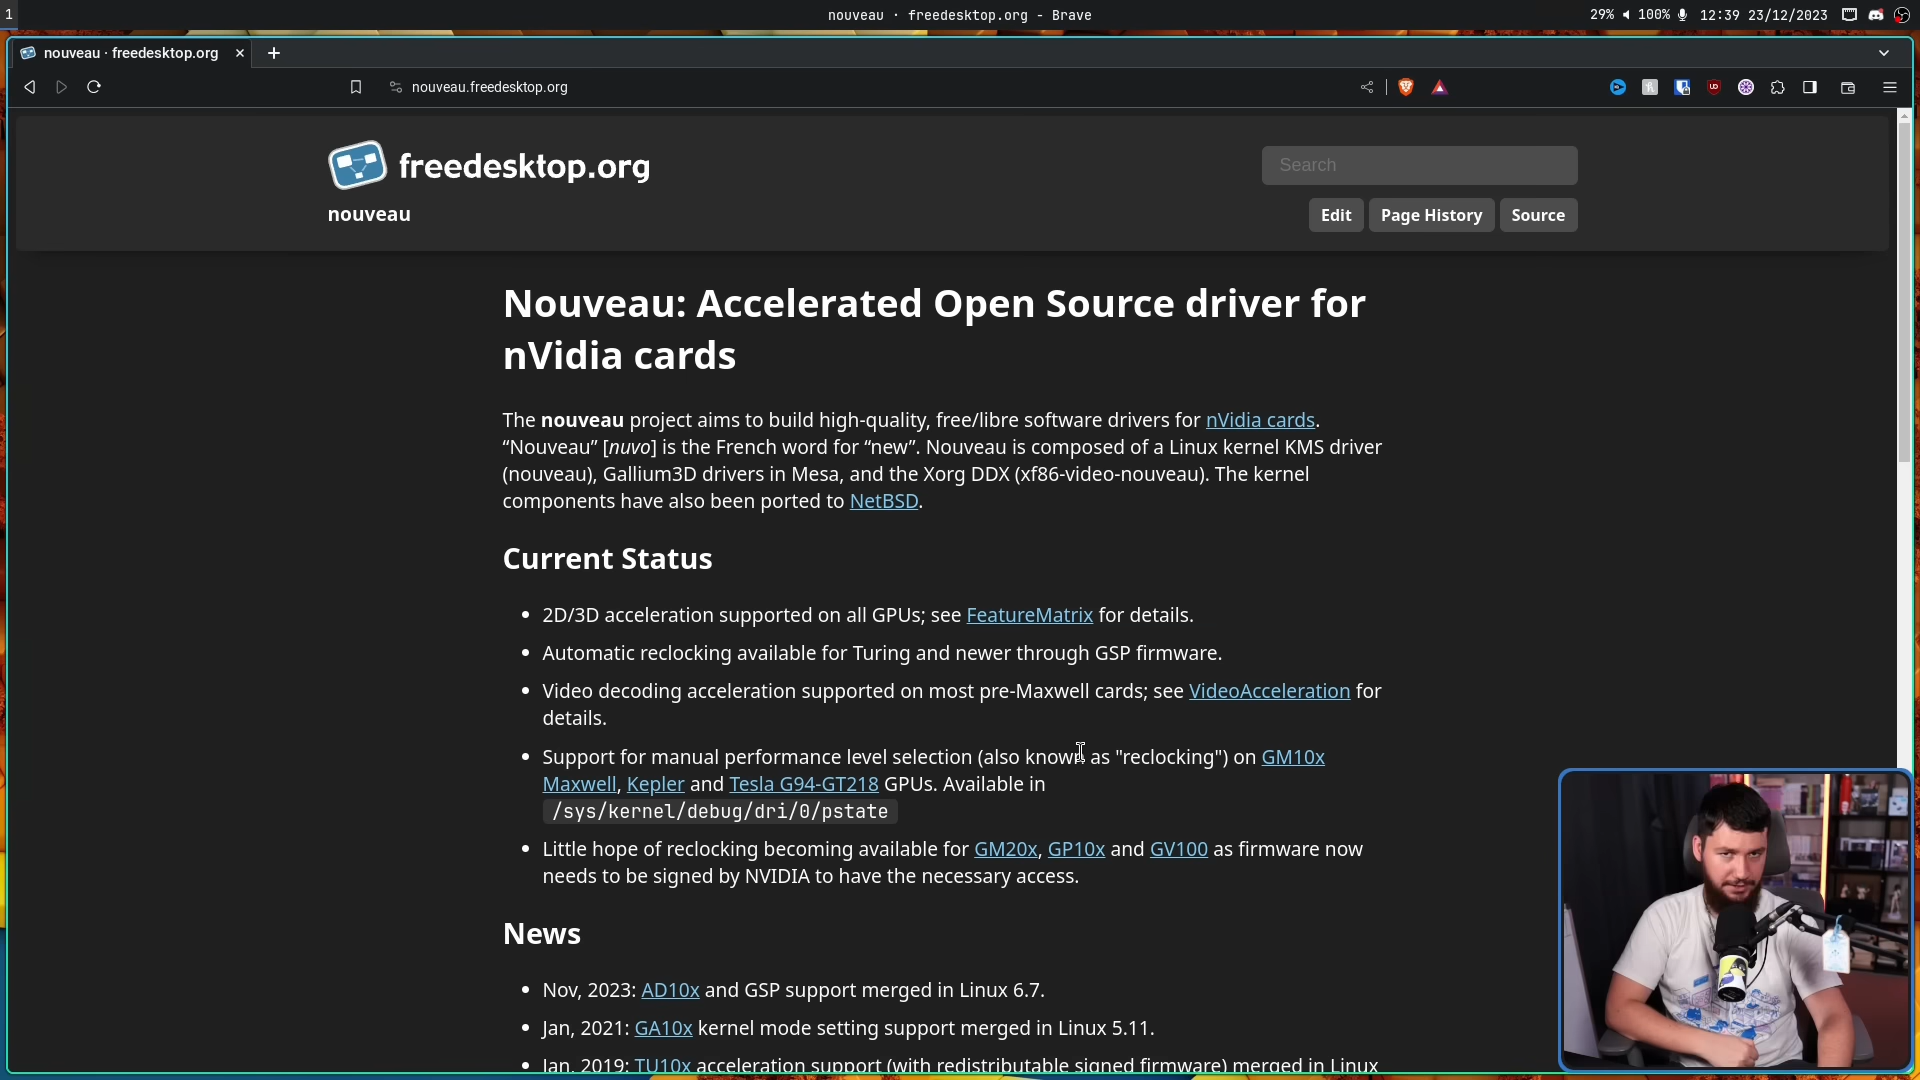 1
nouveau · freedesktop.org - Brave
29% 100% 12:39 23/12/2023
nouveau · freedesktop.org
nouveau.freedesktop.org
freedesktop.org
Search
nouveau
Edit Page History Source
Nouveau: Accelerated Open Source driver for
nVidia cards
The nouveau project aims to build high-quality, free/libre software drivers for nVidia cards.
“Nouveau” [nuvo] is the French word for “new”. Nouveau is composed of a Linux kernel KMS driver
(nouveau), Gallium3D drivers in Mesa, and the Xorg DDX (xf86-video-nouveau). The kernel
components have also been ported to NetBSD.
Current Status
• 2D/3D acceleration supported on all GPUs; see FeatureMatrix for details.
• Automatic reclocking available for Turing and newer through GSP firmware.
• Video decoding acceleration supported on most pre-Maxwell cards; see VideoAcceleration for
details.
• Support for manual performance level selection (also known as "reclocking") on GM10x
Maxwell, Kepler and Tesla G94-GT218 GPUs. Available in
/sys/kernel/debug/dri/0/pstate
• Little hope of reclocking becoming available for GM20x, GP10x and GV100 as firmware now
needs to be signed by NVIDIA to have the necessary access.
News
• Nov, 2023: AD10x and GSP support merged in Linux 6.7.
• Jan, 2021: GA10x kernel mode setting support merged in Linux 5.11.
• Jan, 2019: TU10x acceleration support (with redistributable signed firmware) merged in Linux